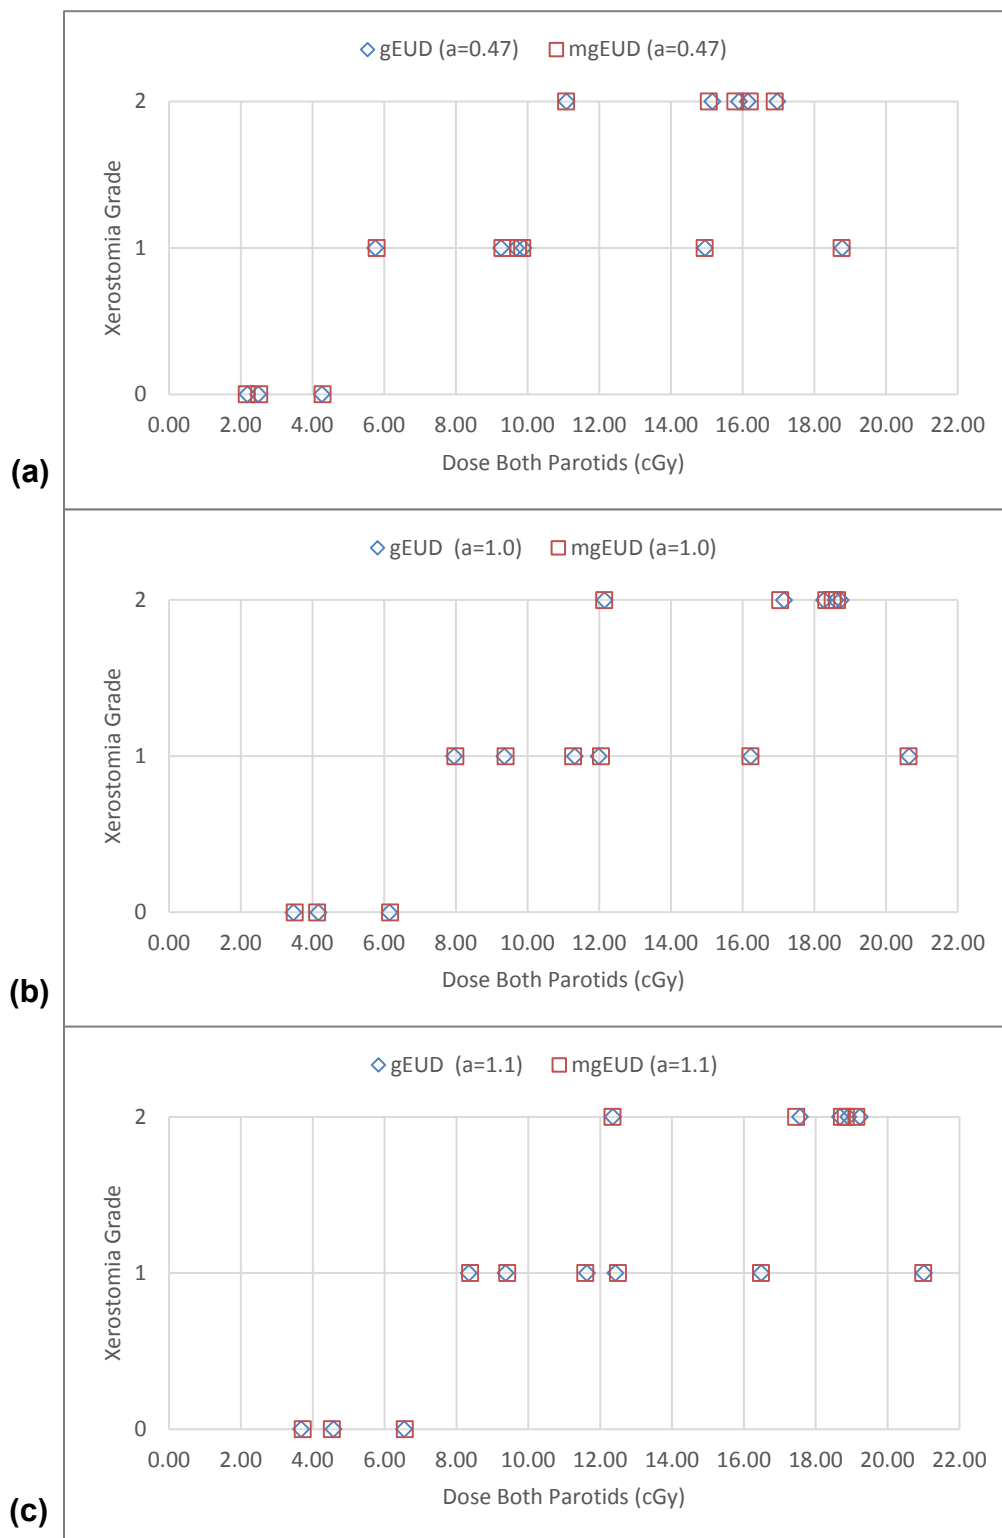 gEUD (a=0.47) mgEUD (a=0.47)
2
1
0
Xerostomia Grade
0.00 2.00 4.00 6.00 8.00 10.00 12.00 14.00 16.00 18.00 20.00 22.00
Dose Both Parotids (cGy)
(a)
gEUD (a=1.0) mgEUD (a=1.0)
2
1
0
Xerostomia Grade
0.00 2.00 4.00 6.00 8.00 10.00 12.00 14.00 16.00 18.00 20.00 22.00
Dose Both Parotids (cGy)
(b)
gEUD (a=1.1) mgEUD (a=1.1)
2
1
0
Xerostomia Grade
0.00 2.00 4.00 6.00 8.00 10.00 12.00 14.00 16.00 18.00 20.00 22.00
Dose Both Parotids (cGy)
(c)